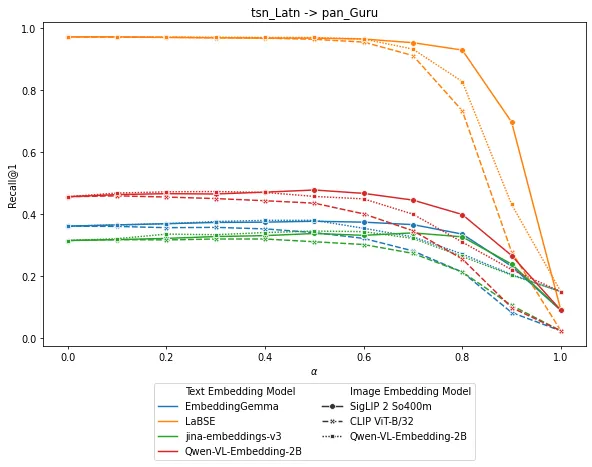 tsn_Latn -> pan_Guru
1.0
0.8
0.6
0.4
0.2
0.0
Recall@1
0.0 0.2 0.4 0.6 0.8 1.0
α
Text Embedding Model Image Embedding Model
EmbeddingGemma SigLIP 2 So400m
LaBSE CLIP ViT-B/32
jina-embeddings-v3 Qwen-VL-Embedding-2B
Qwen-VL-Embedding-2B